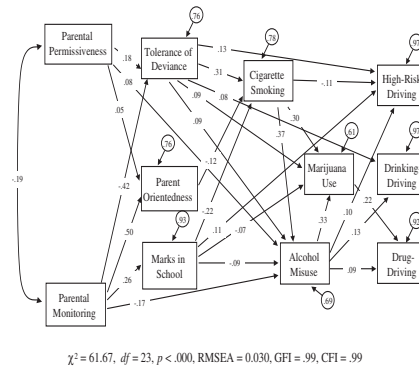 .76
.78
.97
Parental
Permissiveness
Tolerance of
Deviance
Cigarette
Smoking
High-Risk
Driving
.13
.18
.31
-.11
.08
.09
.08
.05
.09
.30
.37
.76
.61
.97
-.12
Parent
Orientedness
Marijuana
Use
Drinking-
Driving
-.19
-.42
-.22
.50
.93
.11
-.07
.33
.10
.22
.92
Marks in
School
Alcohol
Misuse
Drug-
Driving
.13
.26
-.09
.09
Parental
Monitoring
-.17
.69
χ² = 61.67, df = 23, p < .000, RMSEA = 0.030, GFI = .99, CFI = .99